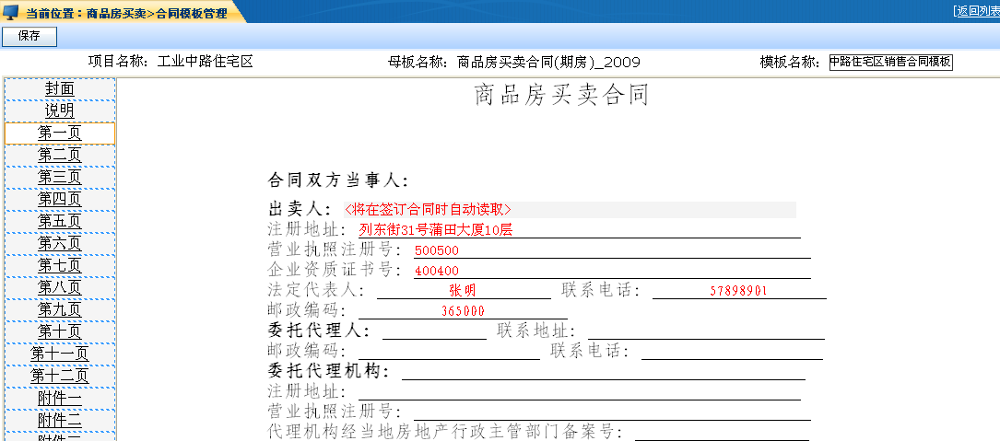 当前位置：商品房买卖>合同模板管理 [返回列表
保存
项目名称：工业中路住宅区 母板名称：商品房买卖合同(期房)_2009 模板名称：中路住宅区销售合同模板
封面
说明
第一页
第二页
第三页
第四页
第五页
第六页
第七页
第八页
第九页
第十页
第十一页
第十二页
附件一
附件二
附件三
商品房买卖合同
合同双方当事人：
出卖人：<将在签订合同时自动读取>
注册地址：列东街31号蒲田大厦10层
营业执照注册号：500500
企业资质证书号：400400
法定代表人：张明 联系电话：57898901
邮政编码：365000
委托代理人： 联系地址：
邮政编码： 联系电话：
委托代理机构：
注册地址：
营业执照注册号：
代理机构经当地房地产行政主管部门备案号：